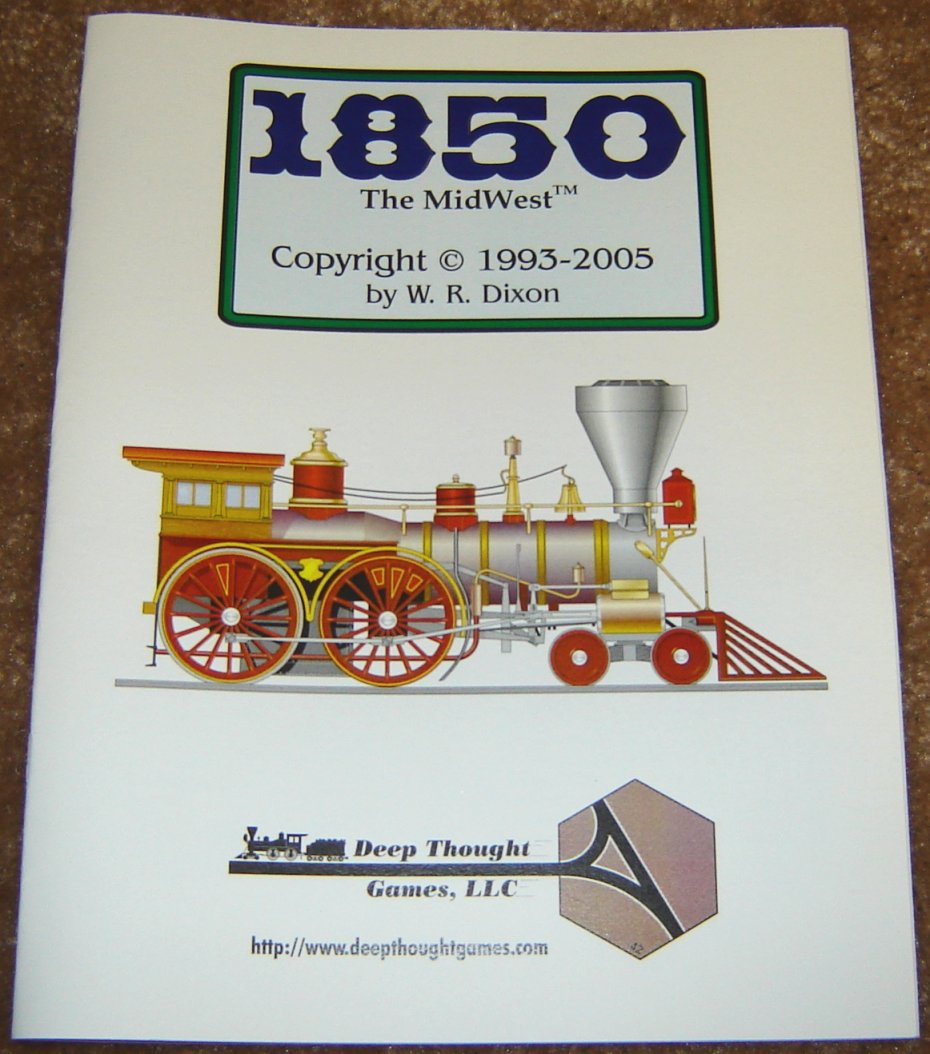 1850
The MidWest™
Copyright © 1993-2005
by W. R. Dixon
Deep Thought
Games, LLC
http://www.deepthoughtgames.com